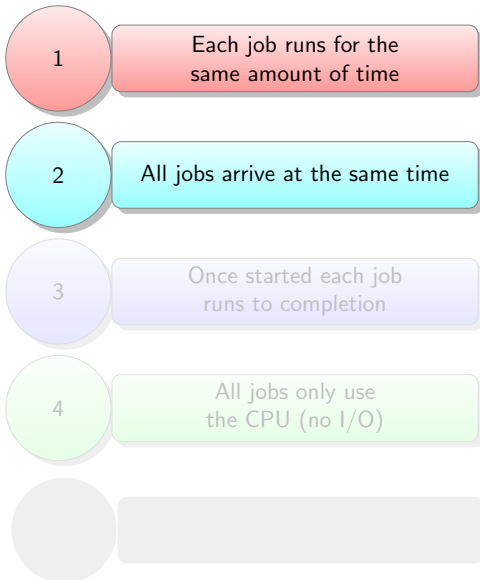 1
Each job runs for the
same amount of time
2
All jobs arrive at the same time
3
Once started each job
runs to completion
4
All jobs only use
the CPU (no I/O)